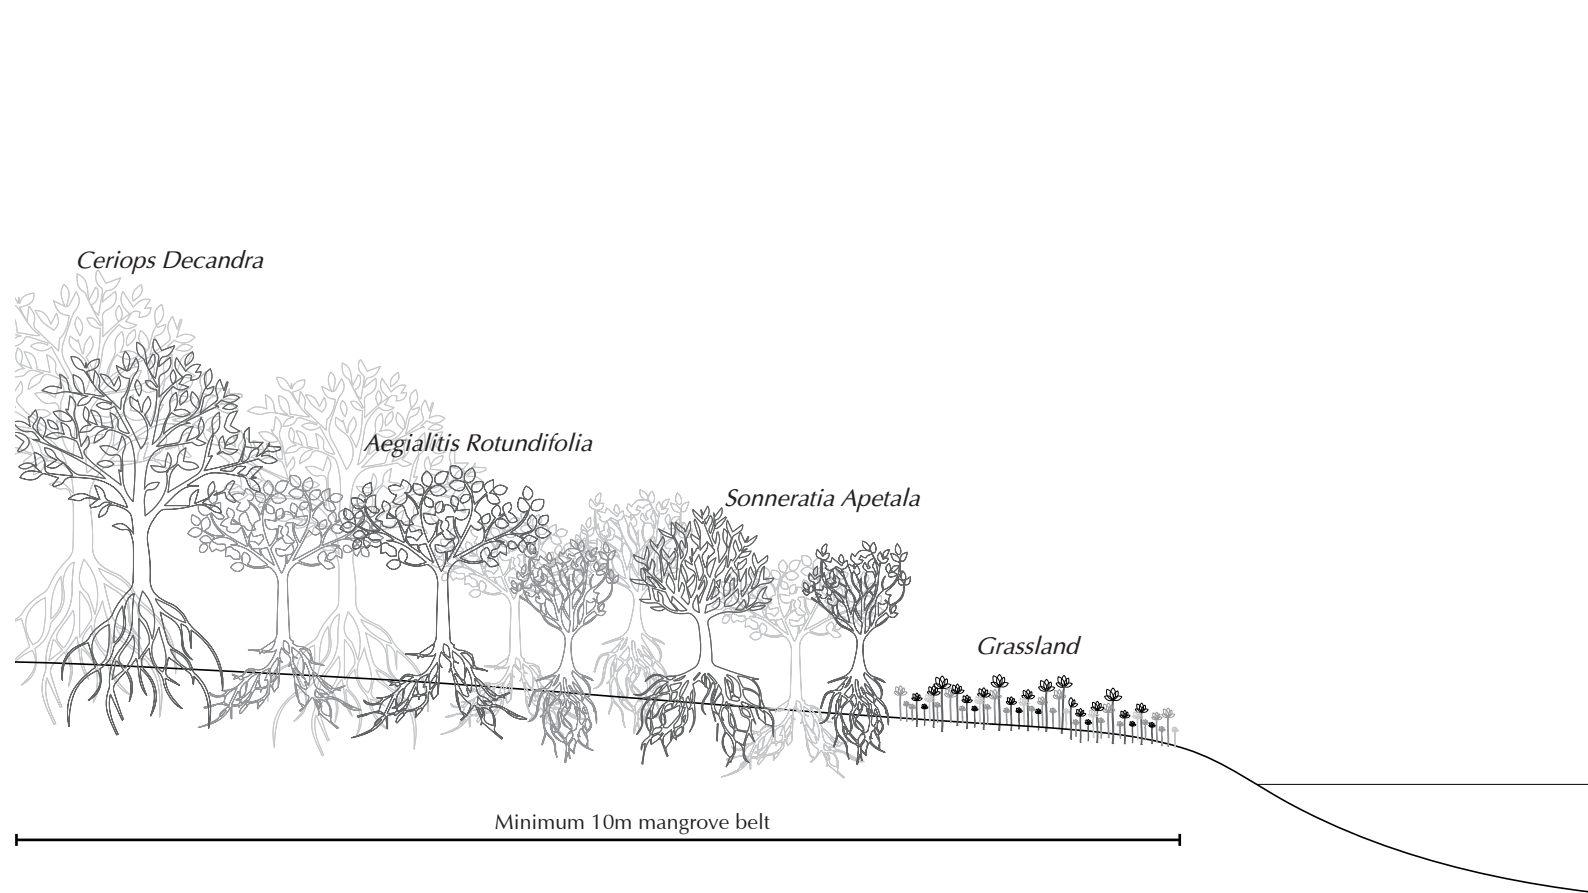 Ceriops Decandra
Aegialitis Rotundifolia
Sonneratia Apetala
Grassland
Minimum 10m mangrove belt